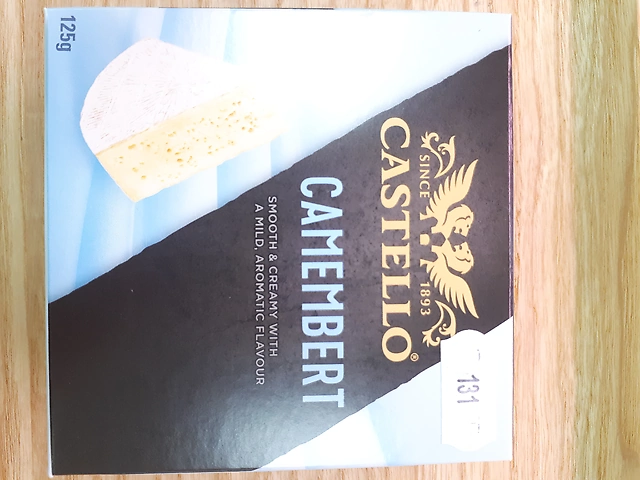 SINCE 1893
CASTELLO®
CAMEMBERT
SMOOTH & CREAMY WITH
A MILD, AROMATIC FLAVOUR
125g
131